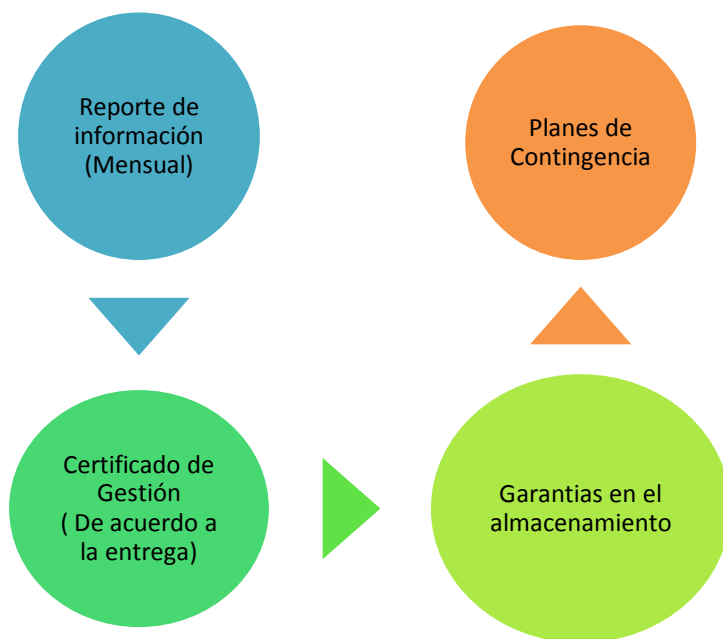 Reporte de
información
(Mensual)
Certificado de
Gestión
( De acuerdo a
la entrega)
Garantias en el
almacenamiento
Planes de
Contingencia